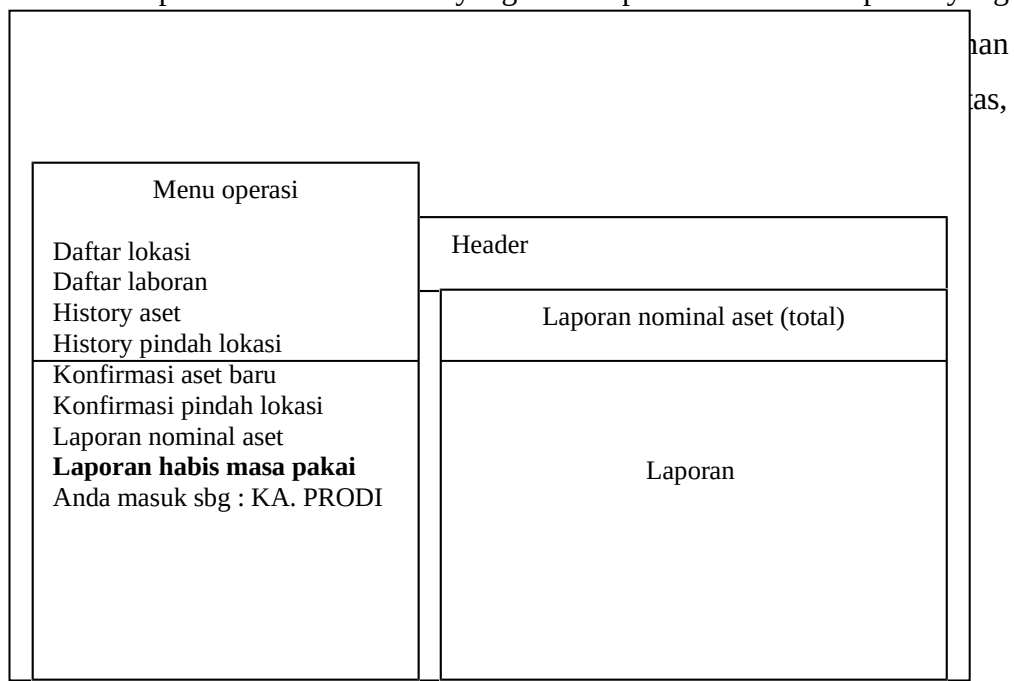 Menu operasi
Daftar lokasi
Daftar laboran
History aset
History pindah lokasi
Konfirmasi aset baru
Konfirmasi pindah lokasi
Laporan nominal aset
Laporan habis masa pakai
Anda masuk sbg : KA. PRODI
Header
Laporan nominal aset (total)
Laporan